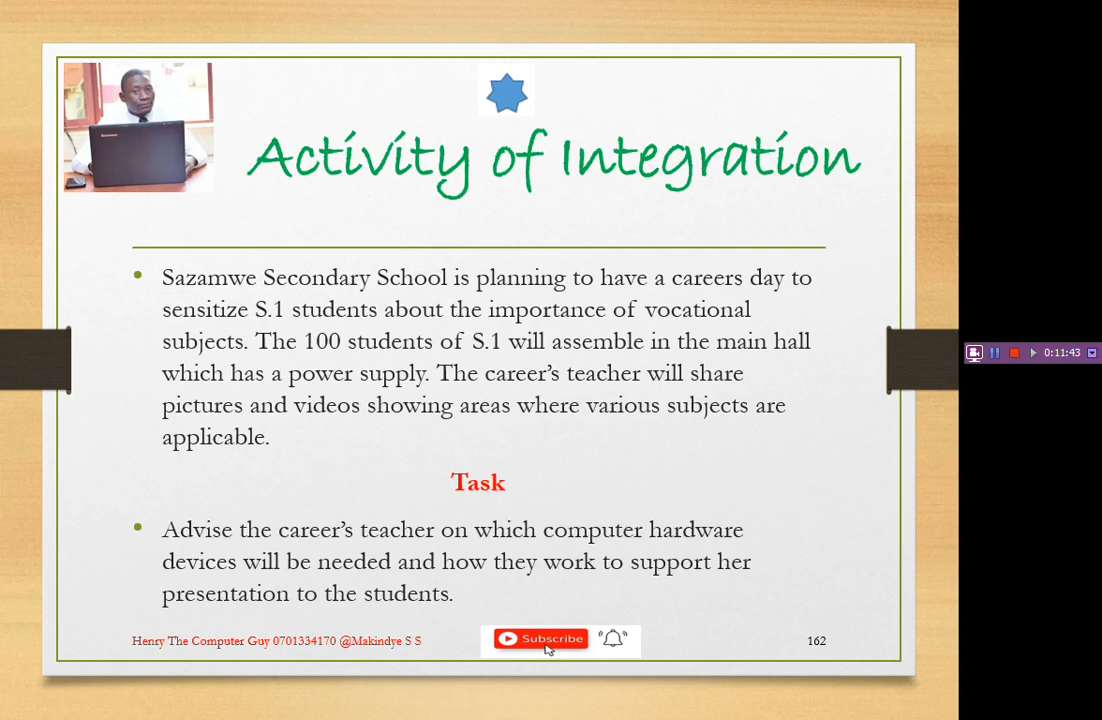 Activity of Integration
• Sazamwe Secondary School is planning to have a careers day to
sensitize S.1 students about the importance of vocational
subjects. The 100 students of S.1 will assemble in the main hall
which has a power supply. The career’s teacher will share
pictures and videos showing areas where various subjects are
applicable.
Task
• Advise the career’s teacher on which computer hardware
devices will be needed and how they work to support her
presentation to the students.
Henry The Computer Guy 0701334170 @Makindye S S
Subscribe
162
0:11:43